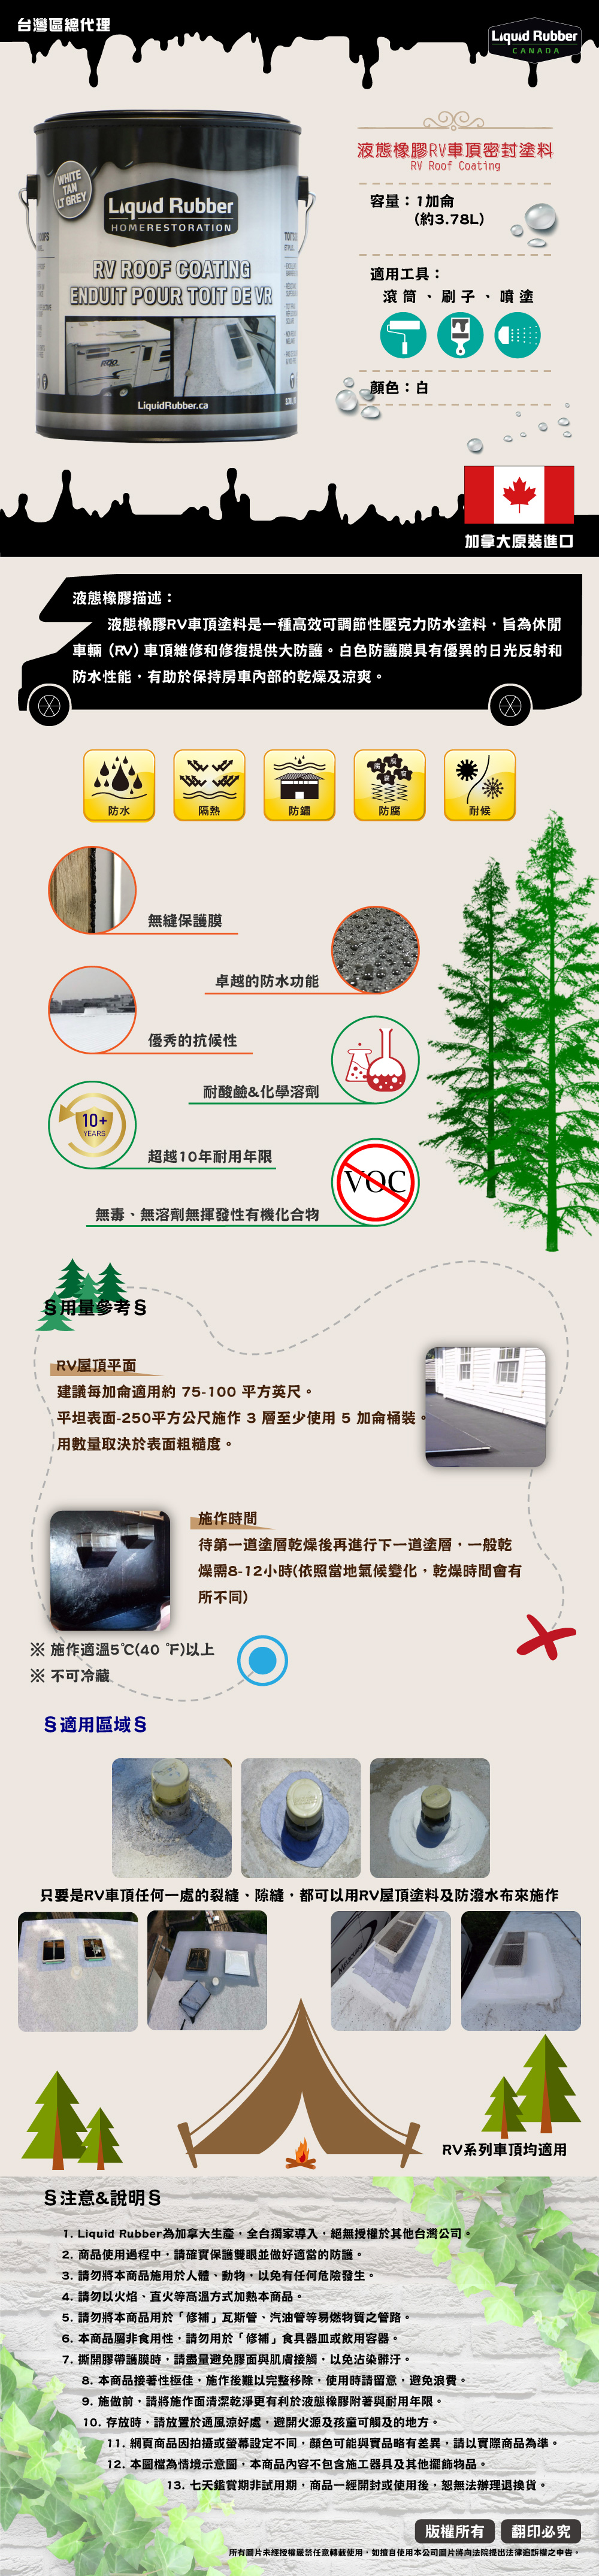 台灣區總代理
Liquid Rubber
CANADA
液態橡膠RV車頂密封塗料
RV Roof Coating
WHITE
TAN
LT GREY
Liquid Rubber
HOMERESTORATION
RV ROOF COATING
ENDUIT POUR TOIT DE VR
LiquidRubber.ca
容量：1加侖
(約3.78L)
適用工具：
滾筒、刷子、噴塗
顏色：白
加拿大原裝進口
液態橡膠描述：
液態橡膠RV車頂塗料是一種高效可調節性壓克力防水塗料，旨為休閒
車輛 (RV) 車頂維修和修復提供大防護。白色防護膜具有優異的日光反射和
防水性能，有助於保持房車內部的乾燥及涼爽。
防水
隔熱
防鏽
防腐
耐候
無縫保護膜
卓越的防水功能
優秀的抗候性
耐酸鹼&化學溶劑
10+
YEARS
超越10年耐用年限
VOC
無毒、無溶劑無揮發性有機化合物
§用量參考§
RV屋頂平面
建議每加侖適用約 75-100 平方英尺。
平坦表面-250平方公尺施作 3 層至少使用 5 加侖桶裝。
用數量取決於表面粗糙度。
施作時間
待第一道塗層乾燥後再進行下一道塗層，一般乾
燥需8-12小時(依照當地氣候變化，乾燥時間會有
所不同)
※ 施作適溫5℃(40 ℉)以上
※ 不可冷藏
§適用區域§
只要是RV車頂任何一處的裂縫、隙縫，都可以用RV屋頂塗料及防潑水布來施作
RV系列車頂均適用
§注意&說明§
1. Liquid Rubber為加拿大生產，全台獨家導入，絕無授權於其他台灣公司。
2. 商品使用過程中，請確實保護雙眼並做好適當的防護。
3. 請勿將本商品施用於人體、動物，以免有任何危險發生。
4. 請勿以火焰、直火等高溫方式加熱本商品。
5. 請勿將本商品用於「修補」瓦斯管、汽油管等易燃物質之管路。
6. 本商品屬非食用性，請勿用於「修補」食具器皿或飲用容器。
7. 撕開膠帶護膜時，請盡量避免膠面與肌膚接觸，以免沾染髒汙。
8. 本商品接著性極佳，施作後難以完整移除，使用時請留意，避免浪費。
9. 施做前，請將施作面清潔乾淨更有利於液態橡膠附著與耐用年限。
10. 存放時，請放置於通風涼好處，避開火源及孩童可觸及的地方。
11. 網頁商品因拍攝或螢幕設定不同，顏色可能與實品略有差異，請以實際商品為準。
12. 本圖檔為情境示意圖，本商品內容不包含施工器具及其他擺飾物品。
13. 七天鑑賞期非試用期，商品一經開封或使用後，恕無法辦理退換貨。
版權所有
翻印必究
所有圖片未經授權嚴禁任意轉載使用，如擅自使用本公司圖片將向法院提出法律追訴權之申告。